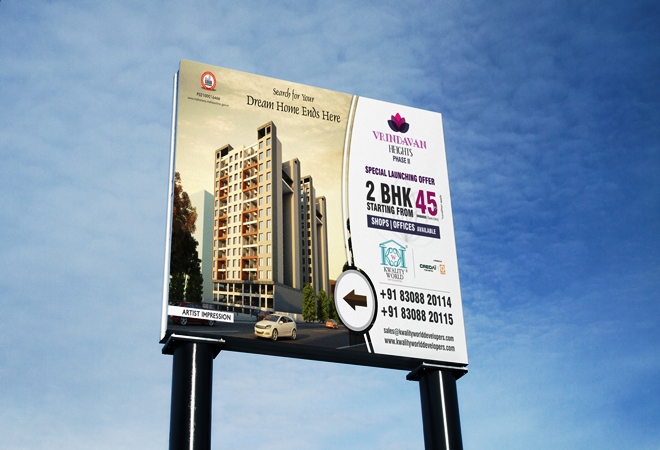 Search for Your
Dream Home Ends Here
VRINDAVAN
HEIGHTS
PHASE II
SPECIAL LAUNCHING OFFER
2 BHK
STARTING FROM
45
SHOPS | OFFICES AVAILABLE
KWALITY
WORLD
CREDAI
+91 83088 20114
+91 83088 20115
sales@kwalityworlddevelopers.com
www.kwalityworlddevelopers.com
ARTIST IMPRESSION